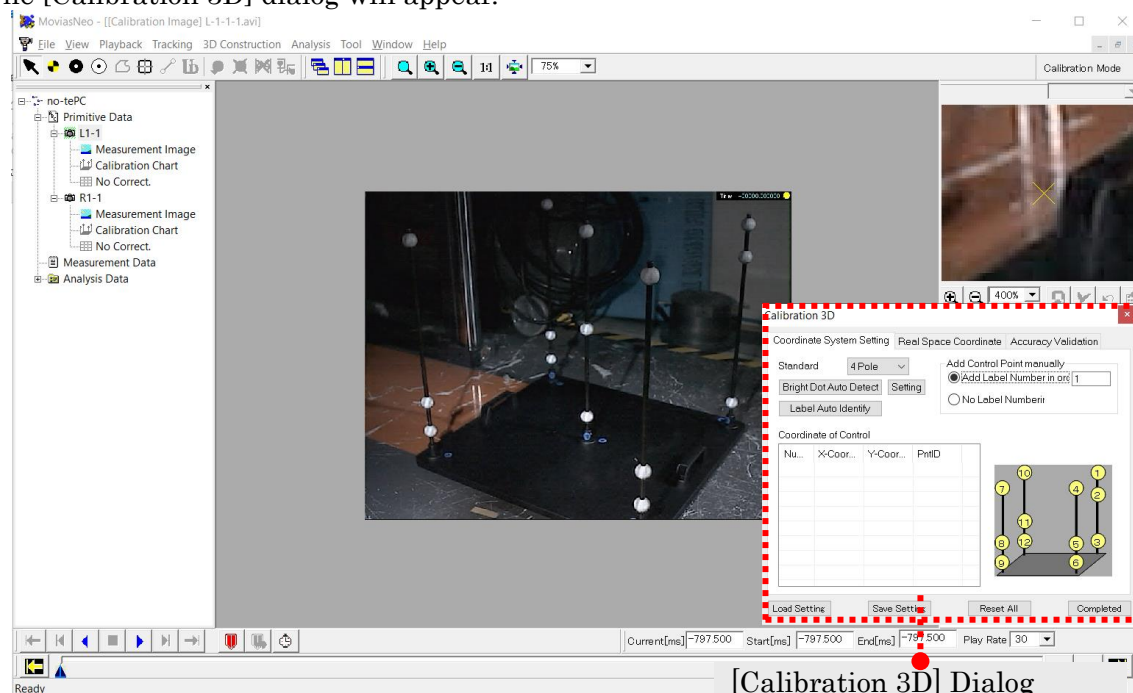 he [Calibration 3D] dialog will appear.
MoviasNeo - [[Calibration Image] L-1-1-1.avi]
File View Playback Tracking 3D Construction Analysis Tool Window Help
1:1 75% Calibration Mode
no-tePC
Primitive Data
L1-1
Measurement Image
Calibration Chart
No Correct.
R1-1
Measurement Image
Calibration Chart
No Correct.
Measurement Data
Analysis Data
400%
Calibration 3D
Coordinate System Setting Real Space Coordinate Accuracy Validation
Standard 4 Pole
Add Control Point manually
Add Label Number in ord 1
Bright Dot Auto Detect Setting
No Label Numberir
Label Auto Identify
Coordinate of Control
Nu... X-Coor... Y-Coor... PntID
10 1
7 4 2
11
8 12 5 3
9 6
Load Setting Save Setting Reset All Completed
Current[ms] -797.500 Start[ms] -797.500 End[ms] -797.500 Play Rate 30
[Calibration 3D] Dialog
Ready